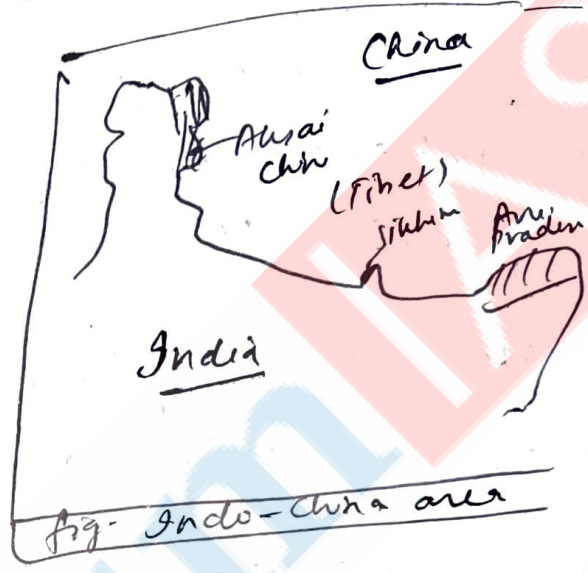 China
Aksai
Chin
(Tibet)
Sikkim
Aru.
Pradesh
India
fig- Indo-China area